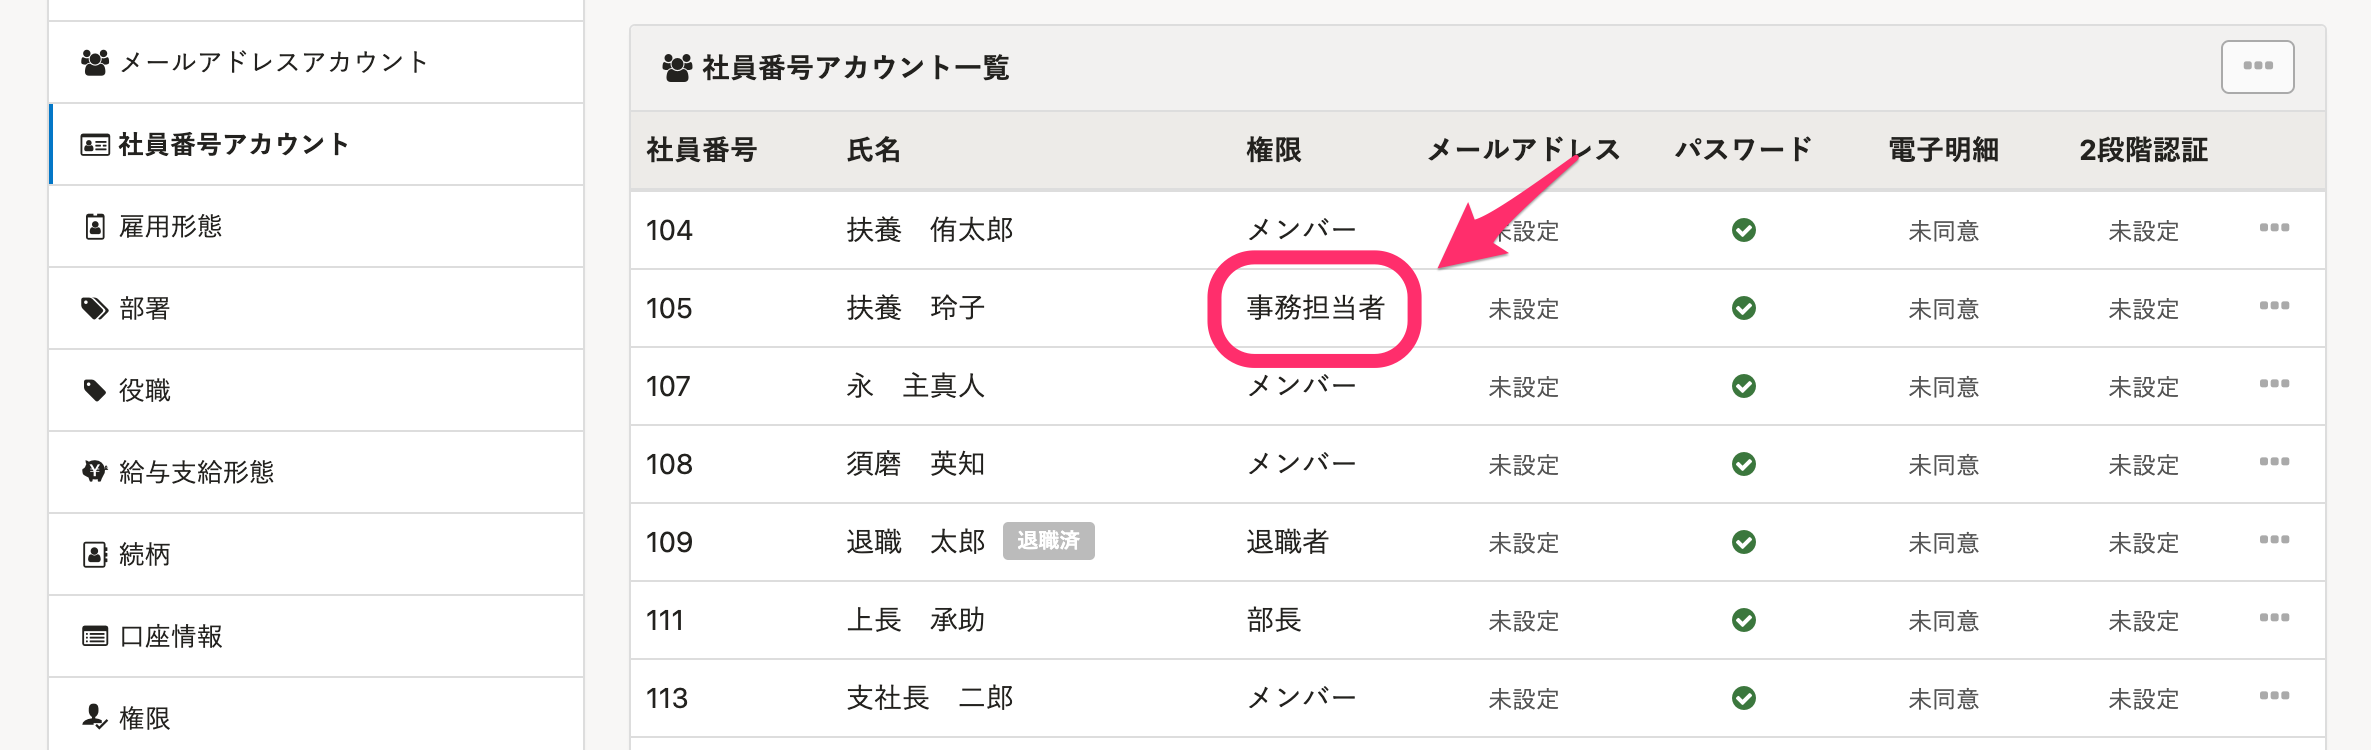 メールアドレスアカウント
社員番号アカウント
雇用形態
部署
役職
給与支給形態
続柄
口座情報
権限
社員番号アカウント一覧
社員番号 氏名 権限 メールアドレス パスワード 電子明細 2段階認証
104 扶養　侑太郎 メンバー 未設定 未同意 未設定
105 扶養　玲子 事務担当者 未設定 未同意 未設定
107 永　主真人 メンバー 未設定 未同意 未設定
108 須磨　英知 メンバー 未設定 未同意 未設定
109 退職　太郎 退職済 退職者 未設定 未同意 未設定
111 上長　承助 部長 未設定 未同意 未設定
113 支社長　二郎 メンバー 未設定 未同意 未設定